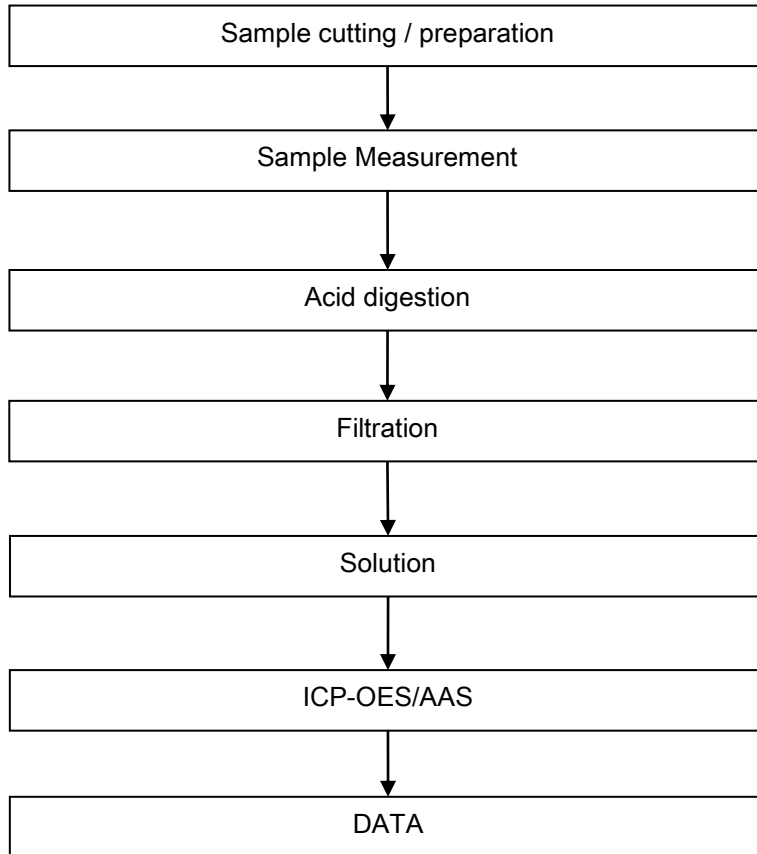 Sample cutting / preparation
Sample Measurement
Acid digestion
Filtration
Solution
ICP-OES/AAS
DATA